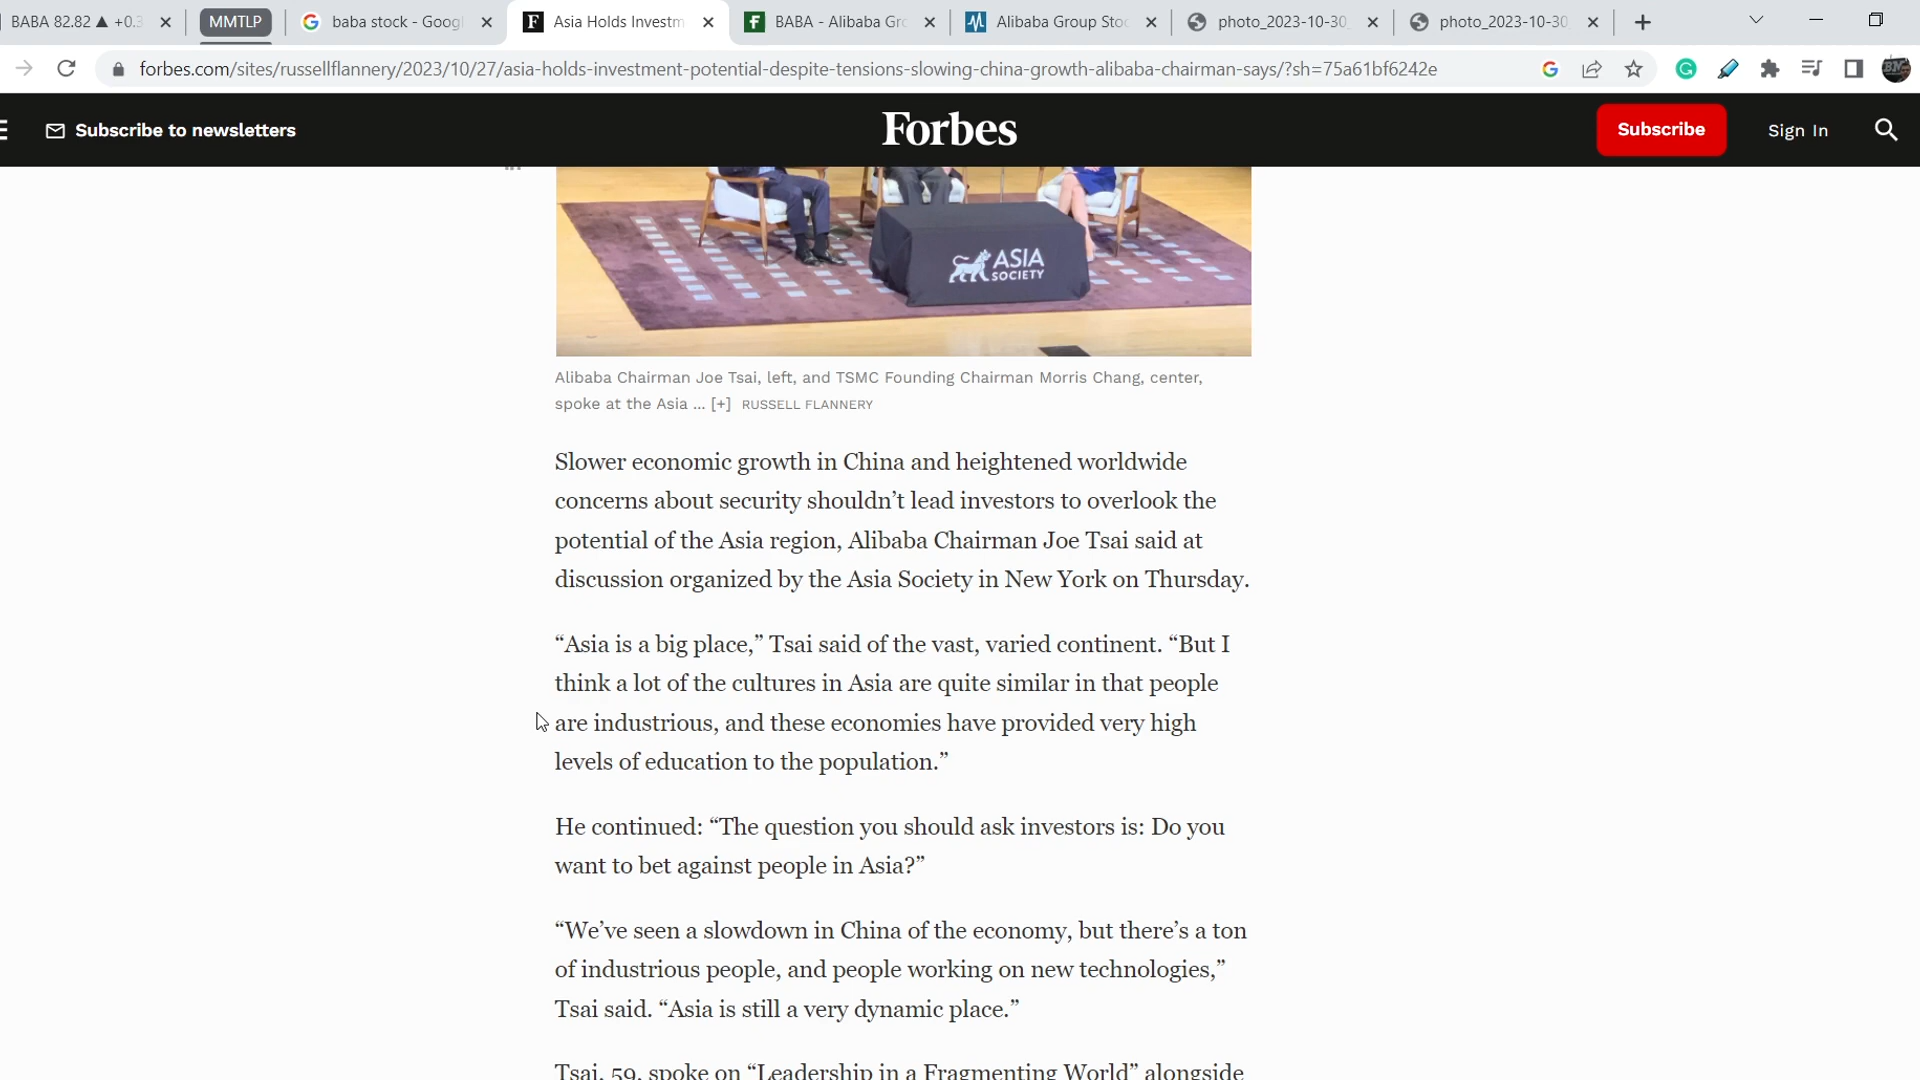 BABA 82.82 ▲ +0.3
MMTLP
baba stock - Googl
Asia Holds Investm
BABA - Alibaba Gr
Alibaba Group Stoc
photo_2023-10-30
photo_2023-10-30
forbes.com/sites/russellflannery/2023/10/27/asia-holds-investment-potential-despite-tensions-slowing-china-growth-alibaba-chairman-says/?sh=75a61bf6242e
Subscribe to newsletters
Forbes
Subscribe
Sign In
ASIA
SOCIETY
Alibaba Chairman Joe Tsai, left, and TSMC Founding Chairman Morris Chang, center,
spoke at the Asia ... [+] RUSSELL FLANNERY
Slower economic growth in China and heightened worldwide
concerns about security shouldn’t lead investors to overlook the
potential of the Asia region, Alibaba Chairman Joe Tsai said at
discussion organized by the Asia Society in New York on Thursday.
“Asia is a big place,” Tsai said of the vast, varied continent. “But I
think a lot of the cultures in Asia are quite similar in that people
are industrious, and these economies have provided very high
levels of education to the population.”
He continued: “The question you should ask investors is: Do you
want to bet against people in Asia?”
“We’ve seen a slowdown in China of the economy, but there’s a ton
of industrious people, and people working on new technologies,”
Tsai said. “Asia is still a very dynamic place.”
Tsai, 59, spoke on “Leadership in a Fragmenting World” alongside